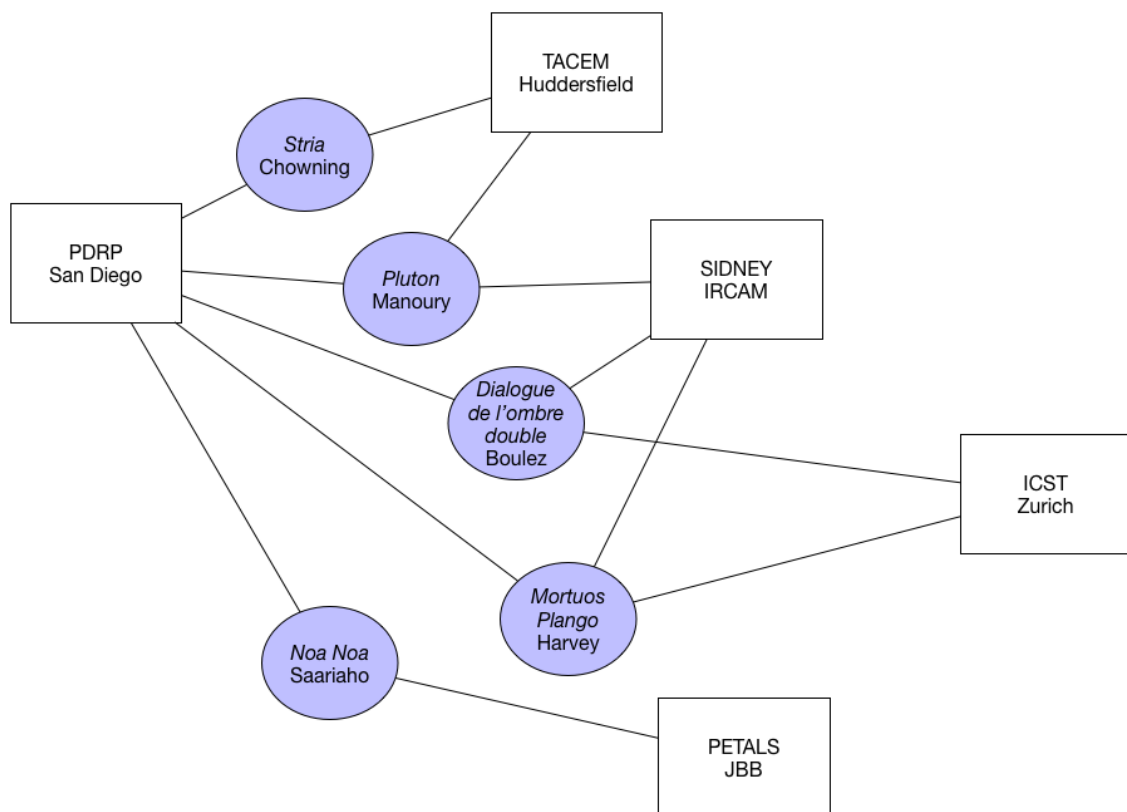 TACEM
Huddersfield
Stria
Chowning
PDRP
San Diego
Pluton
Manoury
SIDNEY
IRCAM
Dialogue
de l'ombre
double
Boulez
ICST
Zurich
Mortuos
Plango
Harvey
Noa Noa
Saariaho
PETALS
JBB